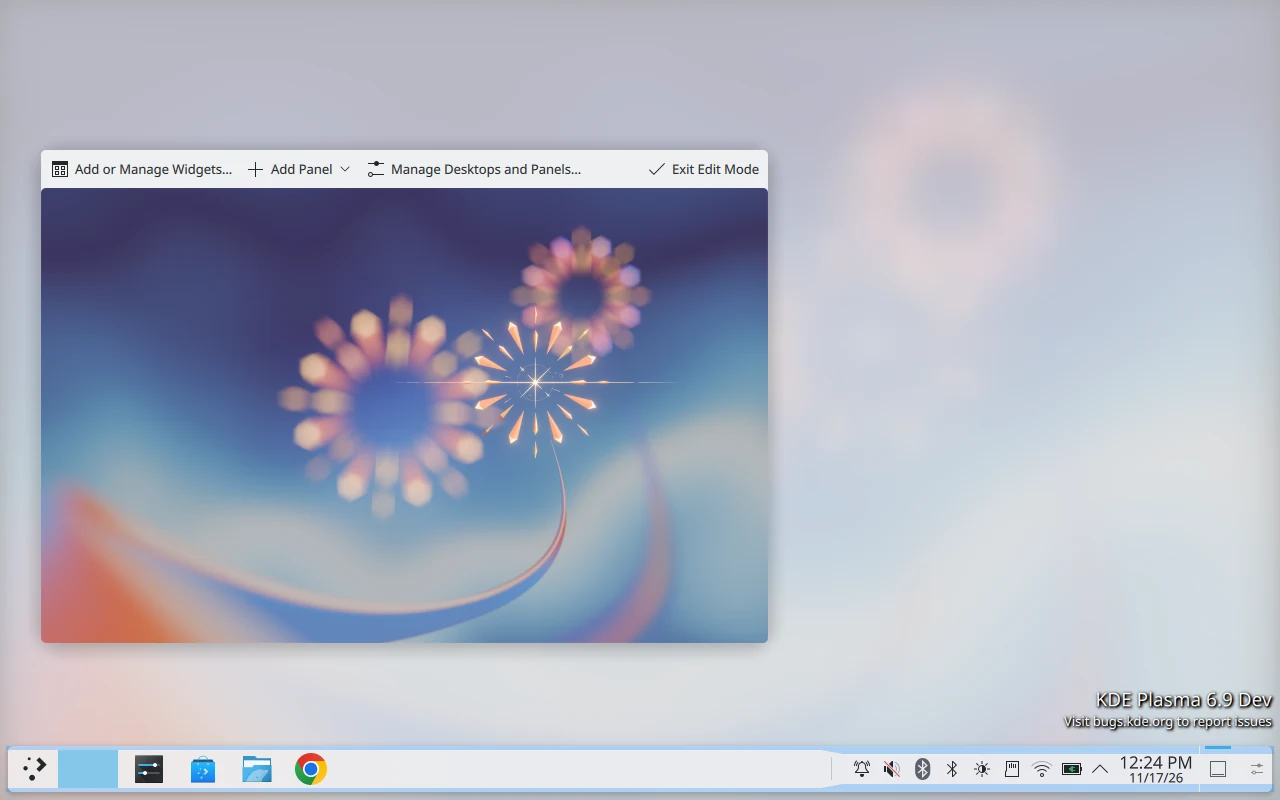 Add or Manage Widgets...
Add Panel
Manage Desktops and Panels...
Exit Edit Mode
KDE Plasma 6.9 Dev
Visit bugs.kde.org to report issues
12:24 PM
11/17/26